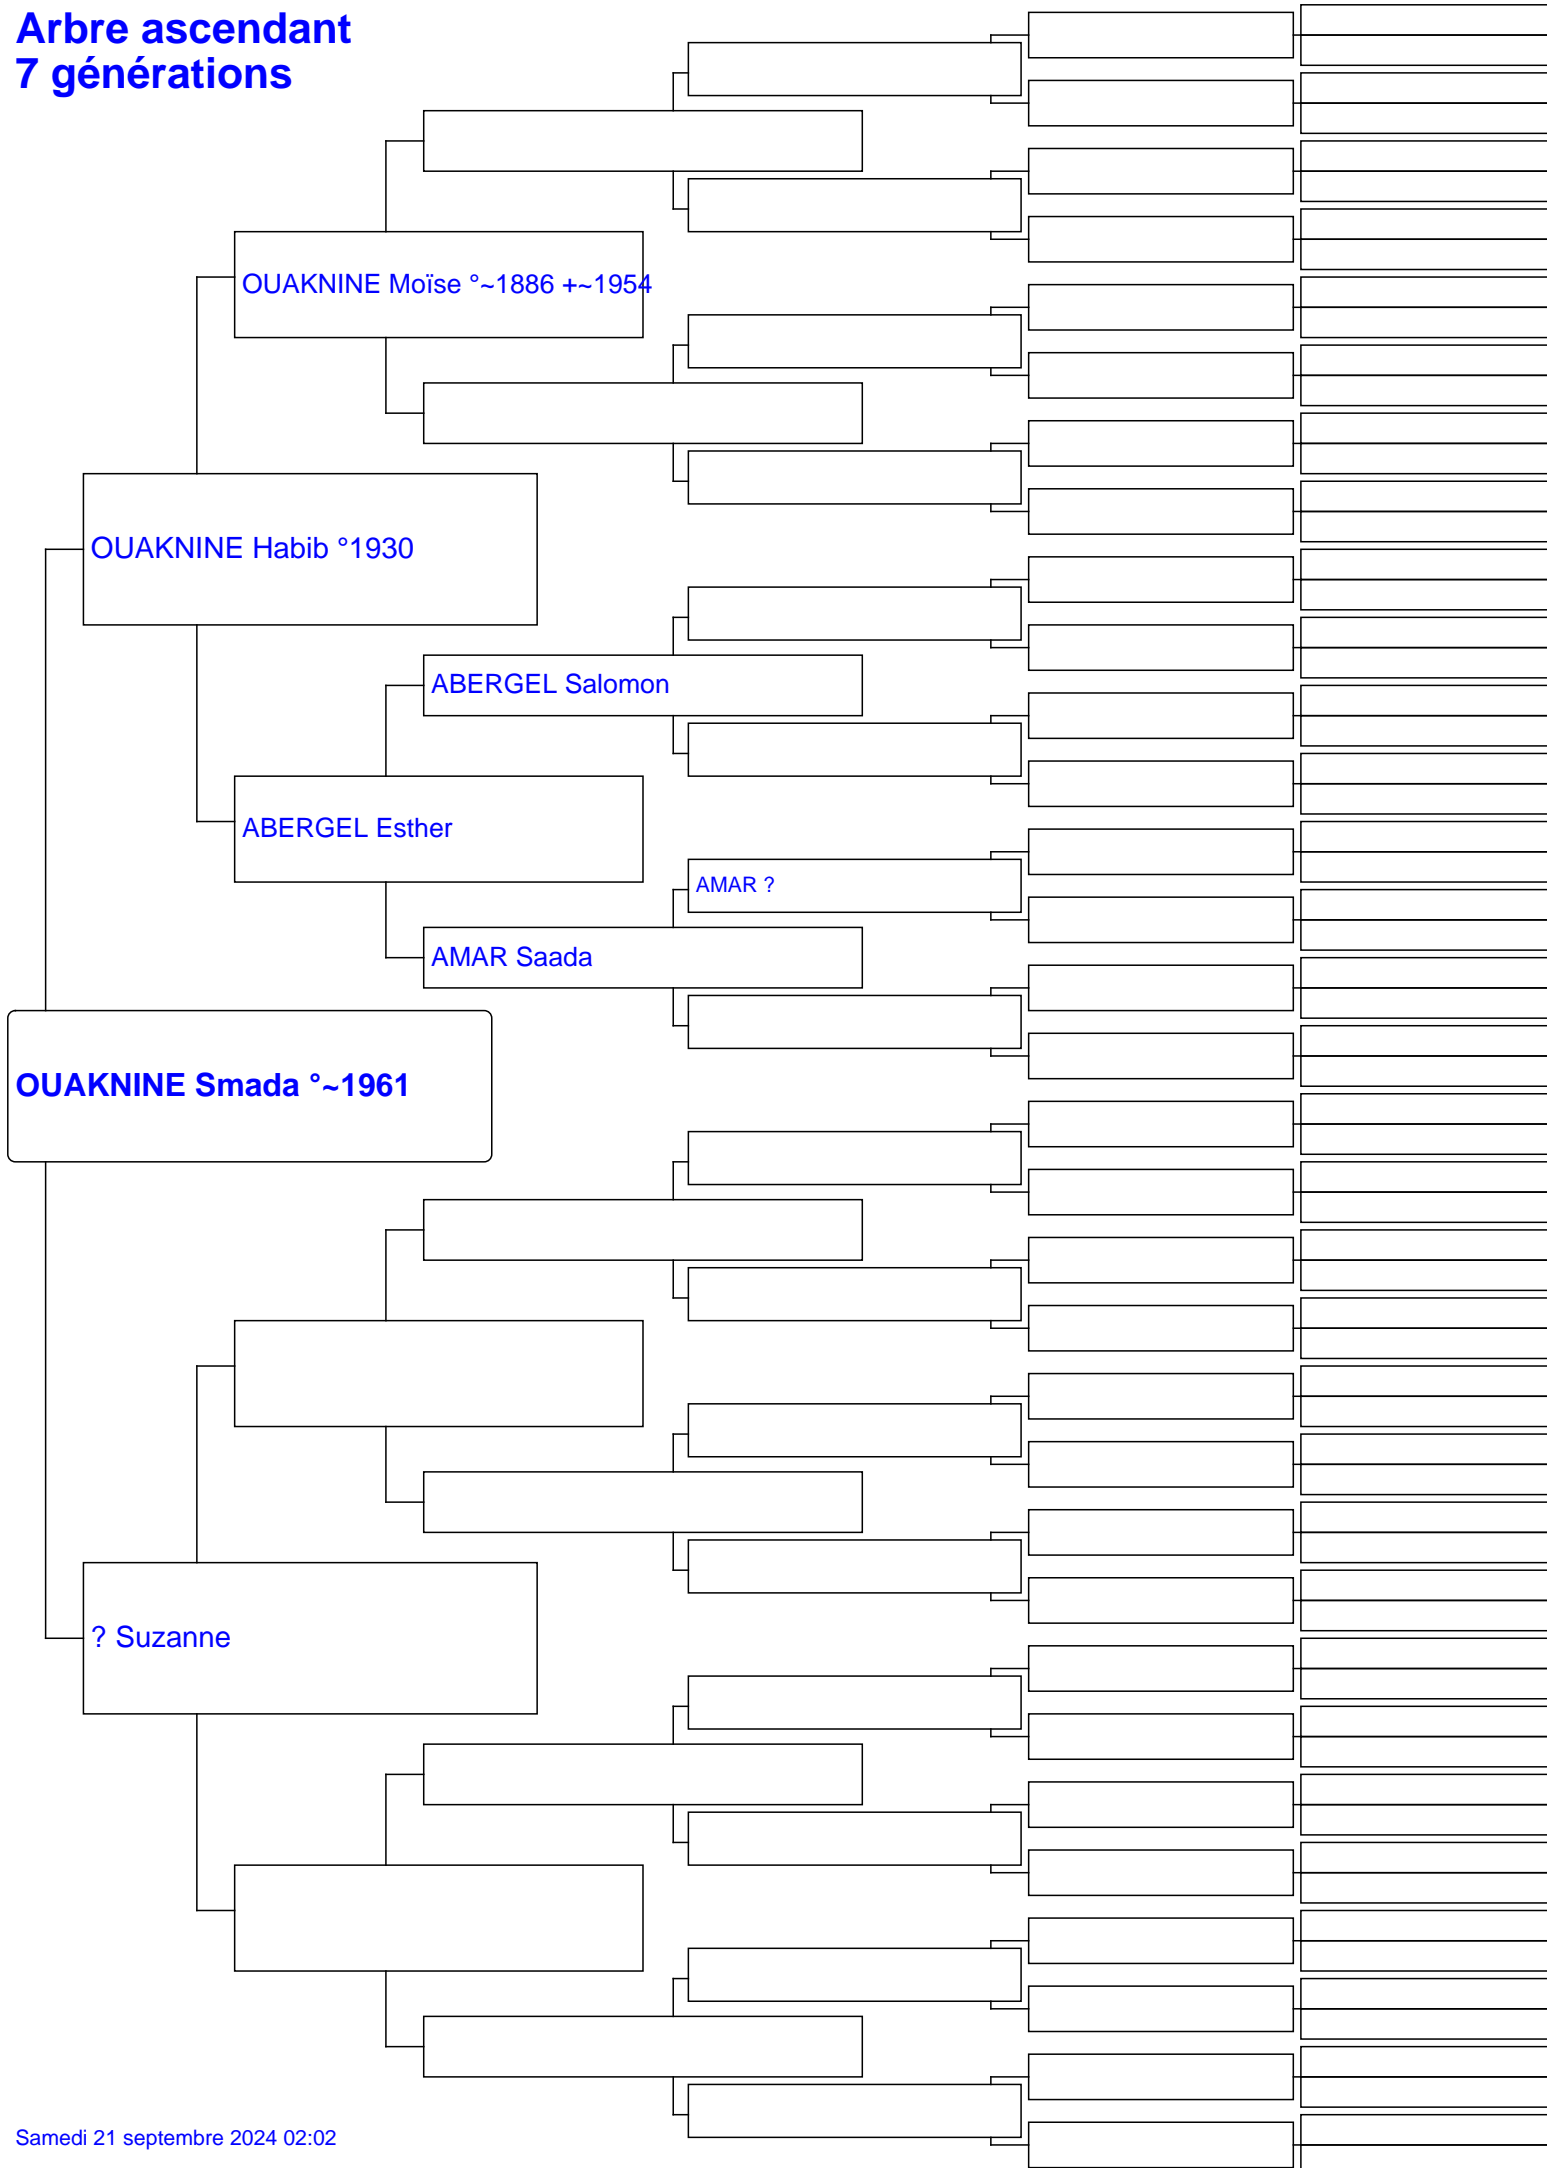 Arbre ascendant
7 générations
OUAKNINE Moïse °~1886 +~1954
OUAKNINE Habib °1930
ABERGEL Salomon
ABERGEL Esther
AMAR ?
AMAR Saada
OUAKNINE Smada °~1961
? Suzanne
Samedi 21 septembre 2024 02:02